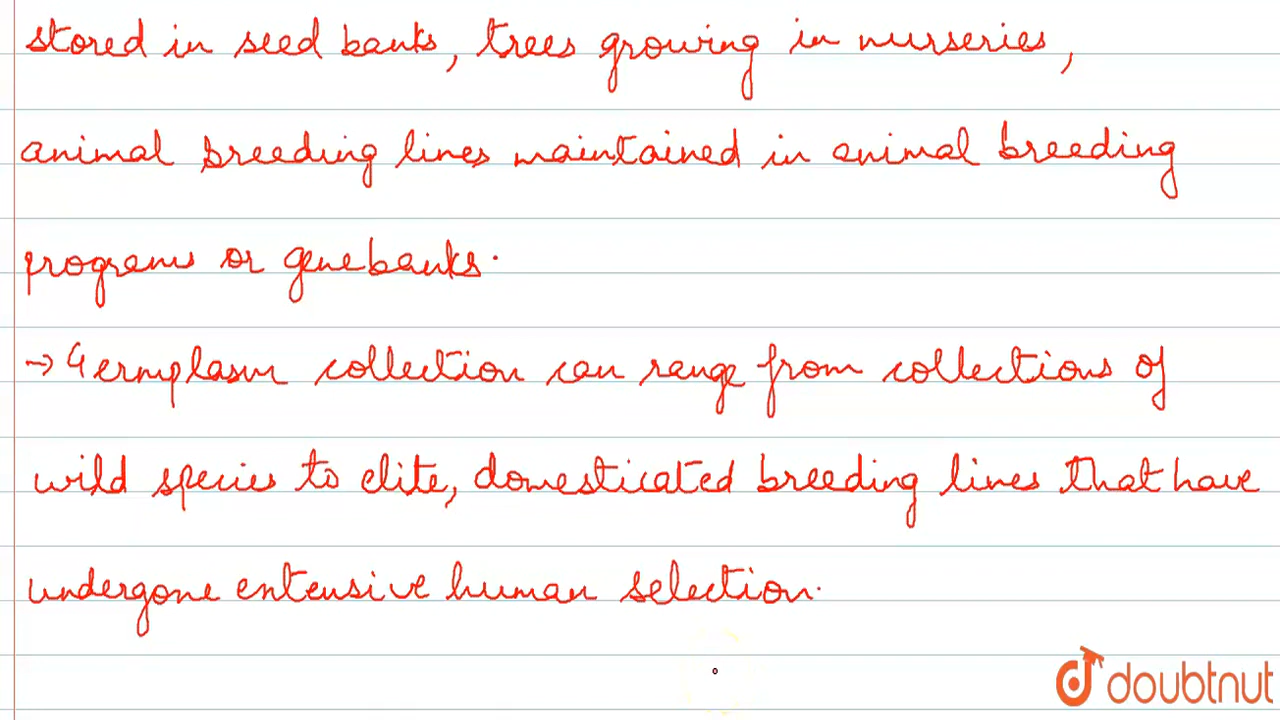 stored in seed banks, trees growing in nurseries,
animal breeding lines maintained in animal breeding
programs or genebanks.
→ Germplasm collection can range from collections of
wild species to elite, domesticated breeding lines that have
undergone extensive human selection.
doubtnut